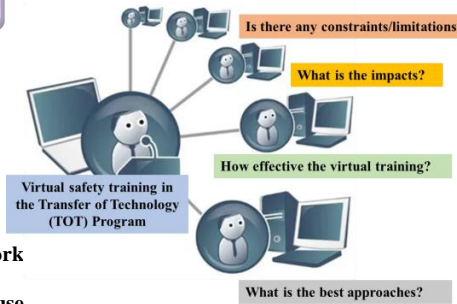 Is there any constraints/limitations
What is the impacts?
How effective the virtual training?
Virtual safety training in
the Transfer of Technology
(TOT) Program
What is the best approaches?